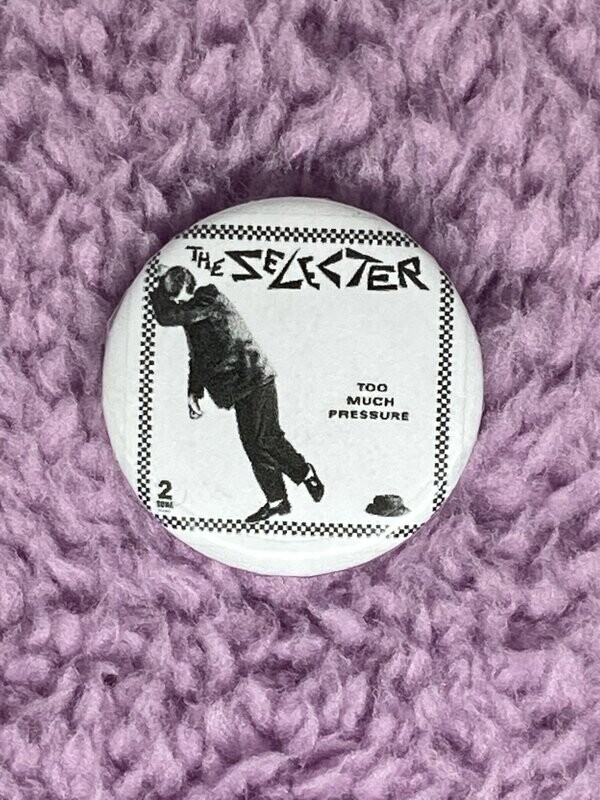 THE SELECTER
TOO
MUCH
PRESSURE
2
TONE